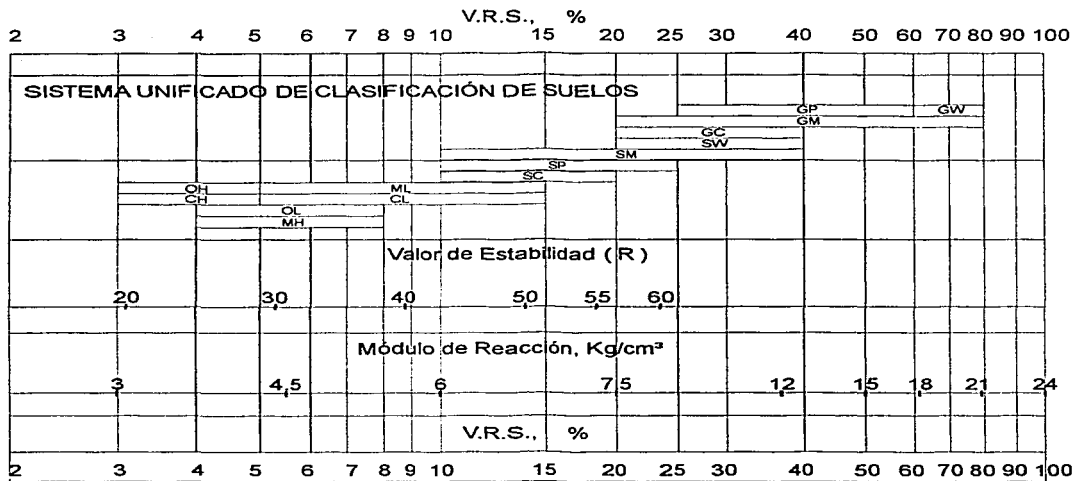 V.R.S., %
2 3 4 5 6 7 8 9 10 15 20 25 30 40 50 60 70 80 100
SISTEMA UNIFICADO DE CLASIFICACIÓN DE SUELOS
GP GW
GM
GC
SW
SM
SP
SC
OH ML
CH CL
OL
MH
Valor de Estabilidad ( R )
20 30 40 50 55 60
Módulo de Reacción, Kg/cm³
3 4,5 6 7.5 12 15 18 21 24
V.R.S., %
2 3 4 5 6 7 8 9 10 15 20 25 30 40 50 60 70 80 100